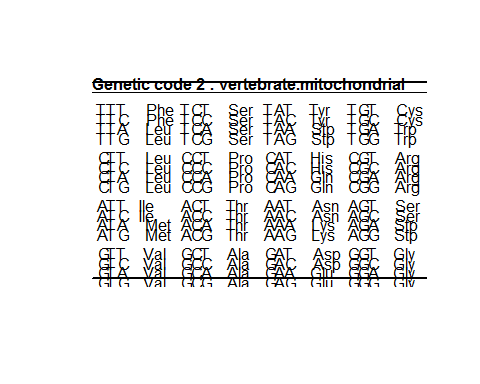 Genetic code 2 : vertebrate.mitochondrial
TTT Phe TCT Ser TAT Tyr TGT Cys
TTC Phe TCC Ser TAC Tyr TGC Cys
TTA Leu TCA Ser TAA Stp TGA Trp
TTG Leu TCG Ser TAG Stp TGG Trp
CTT Leu CCT Pro CAT His CGT Arg
CTC Leu CCC Pro CAC His CGC Arg
CTA Leu CCA Pro CAA Gln CGA Arg
CTG Leu CCG Pro CAG Gln CGG Arg
ATT Ile ACT Thr AAT Asn AGT Ser
ATC Ile ACC Thr AAC Asn AGC Ser
ATA Met ACA Thr AAA Lys AGA Stp
ATG Met ACG Thr AAG Lys AGG Stp
GTT Val GCT Ala GAT Asp GGT Gly
GTC Val GCC Ala GAC Asp GGC Gly
GTA Val GCA Ala GAA Glu GGA Gly
GTG Val GCG Ala GAG Glu GGG Gly